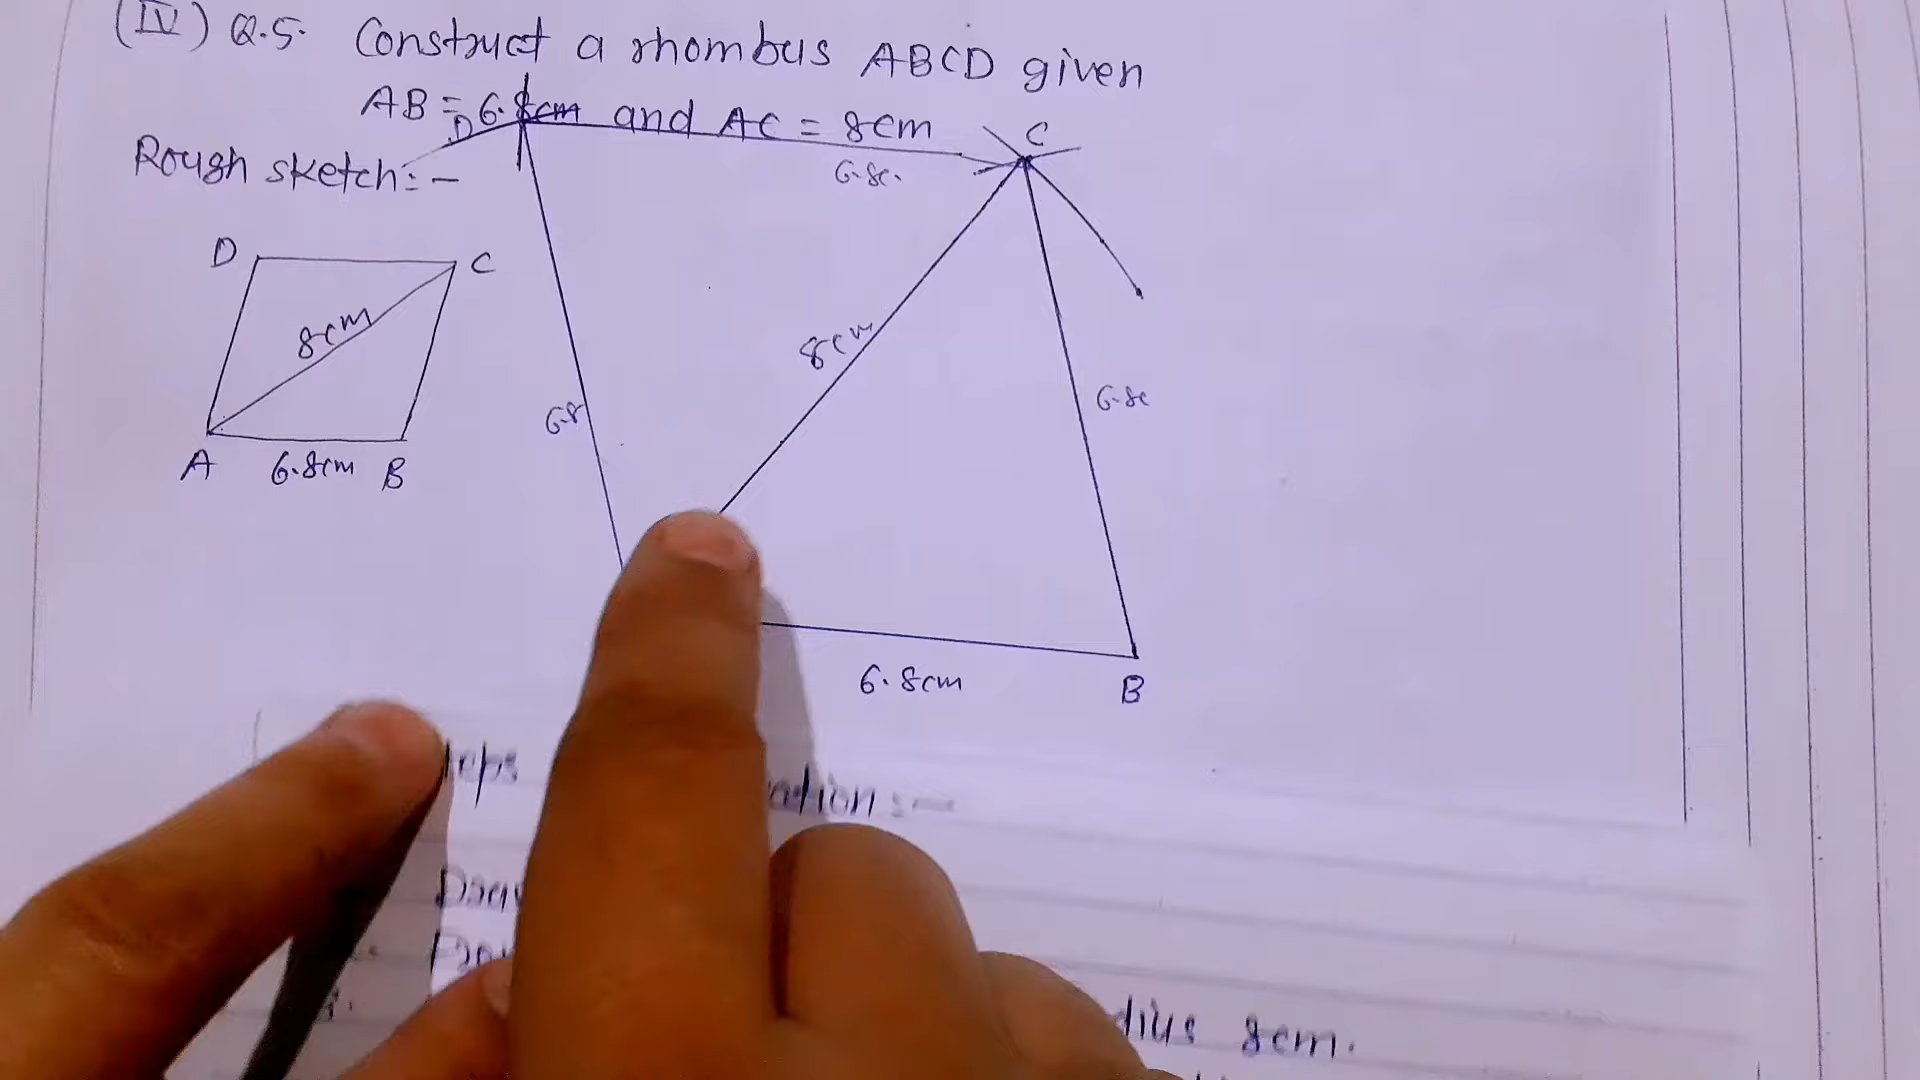 (IV) Q.5. Construct a rhombus ABCD given
AB = 6.8cm and AC = 8cm
D
C
Rough sketch:-
6.8c.
D
C
8cm
8cm
6.8
6.8c
A 6.8cm B
6.8cm
B
8cm.